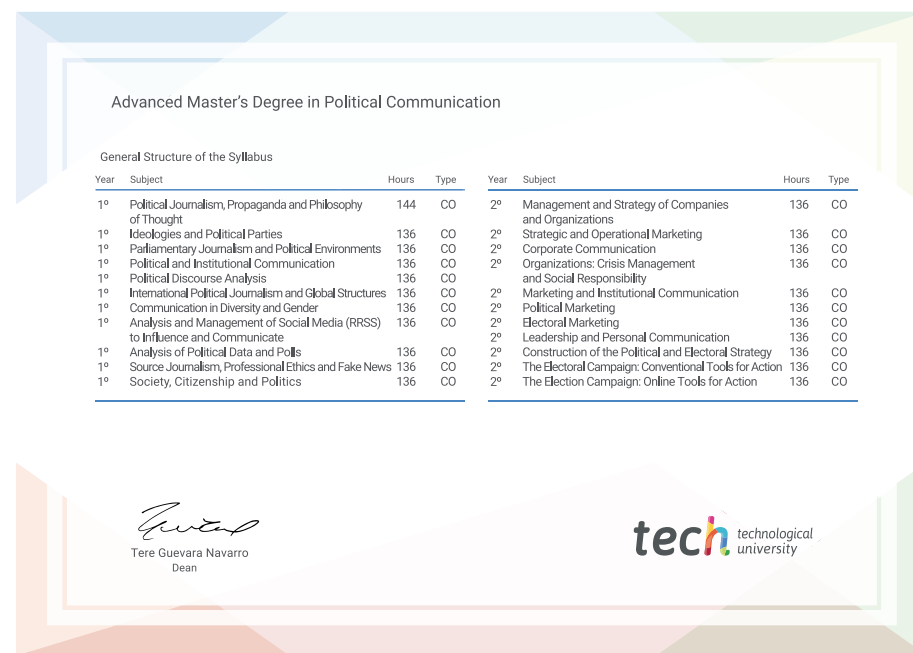 Advanced Master's Degree in Political Communication
General Structure of the Syllabus
Year Subject Hours Type
1º Political Journalism, Propaganda and Philosophy 144 CO
of Thought
1º Ideologies and Political Parties 136 CO
1º Parliamentary Journalism and Political Environments 136 CO
1º Political and Institutional Communication 136 CO
1º Political Discourse Analysis 136 CO
1º International Political Journalism and Global Structures 136 CO
1º Communication in Diversity and Gender 136 CO
1º Analysis and Management of Social Media (RRSS) 136 CO
to Influence and Communicate
1º Analysis of Political Data and Polls 136 CO
1º Source Journalism, Professional Ethics and Fake News 136 CO
1º Society, Citizenship and Politics 136 CO
Year Subject Hours Type
2º Management and Strategy of Companies 136 CO
and Organizations
2º Strategic and Operational Marketing 136 CO
2º Corporate Communication 136 CO
2º Organizations: Crisis Management 136 CO
and Social Responsibility
2º Marketing and Institutional Communication 136 CO
2º Political Marketing 136 CO
2º Electoral Marketing 136 CO
2º Leadership and Personal Communication 136 CO
2º Construction of the Political and Electoral Strategy 136 CO
2º The Electoral Campaign: Conventional Tools for Action 136 CO
2º The Election Campaign: Online Tools for Action 136 CO
Tere Guevara Navarro
Dean
tech technological
university